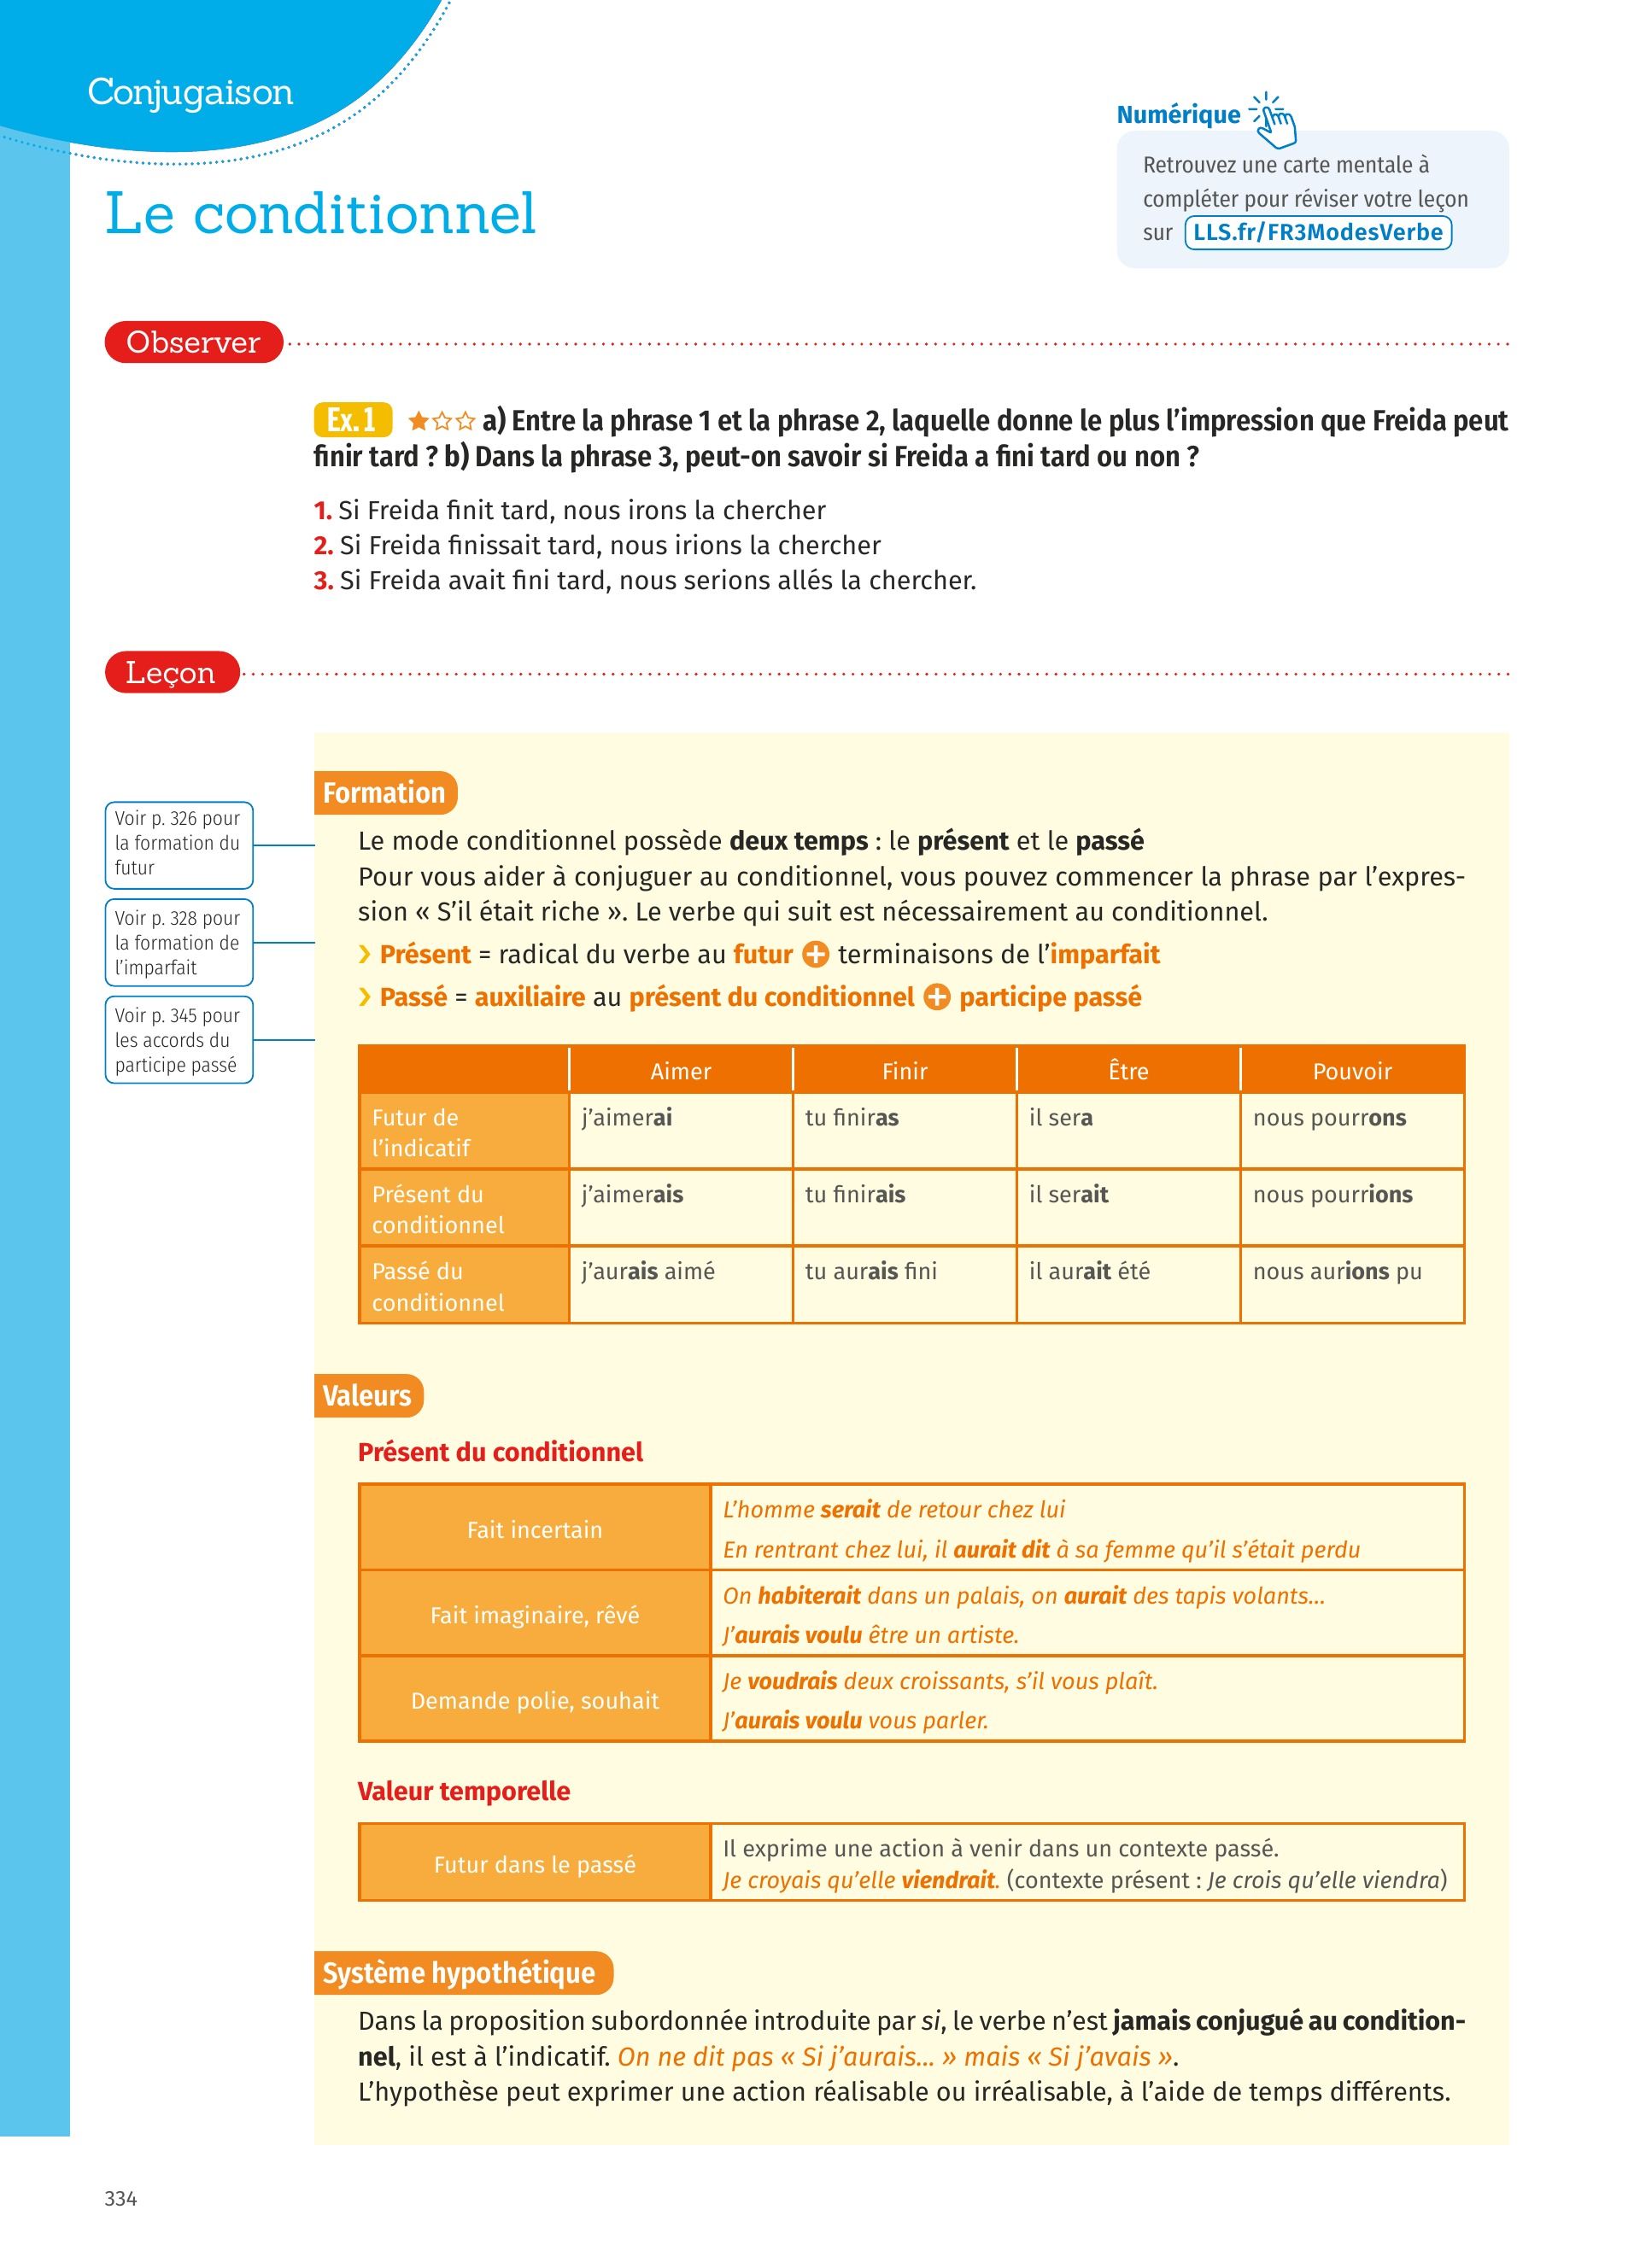 Conjugaison
Numérique
Retrouvez une carte mentale à
compléter pour réviser votre leçon
sur LLS.fr/FR3ModesVerbe
Le conditionnel
Observer
Ex. 1 a) Entre la phrase 1 et la phrase 2, laquelle donne le plus l’impression que Freida peut
finir tard ? b) Dans la phrase 3, peut-on savoir si Freida a fini tard ou non ?
1. Si Freida finit tard, nous irons la chercher
2. Si Freida finissait tard, nous irions la chercher
3. Si Freida avait fini tard, nous serions allés la chercher.
Leçon
Voir p. 326 pour
la formation du
futur
Voir p. 328 pour
la formation de
l’imparfait
Voir p. 345 pour
les accords du
participe passé
Formation
Le mode conditionnel possède deux temps : le présent et le passé
Pour vous aider à conjuguer au conditionnel, vous pouvez commencer la phrase par l’expres-
sion « S’il était riche ». Le verbe qui suit est nécessairement au conditionnel.
› Présent = radical du verbe au futur + terminaisons de l’imparfait
› Passé = auxiliaire au présent du conditionnel + participe passé
Aimer Finir Être Pouvoir
Futur de
l’indicatif
j’aimerai tu finiras il sera nous pourrons
Présent du
conditionnel
j’aimerais tu finirais il serait nous pourrions
Passé du
conditionnel
j’aurais aimé tu aurais fini il aurait été nous aurions pu
Valeurs
Présent du conditionnel
Fait incertain
L’homme serait de retour chez lui
En rentrant chez lui, il aurait dit à sa femme qu’il s’était perdu
Fait imaginaire, rêvé
On habiterait dans un palais, on aurait des tapis volants…
J’aurais voulu être un artiste.
Demande polie, souhait
Je voudrais deux croissants, s’il vous plaît.
J’aurais voulu vous parler.
Valeur temporelle
Futur dans le passé
Il exprime une action à venir dans un contexte passé.
Je croyais qu’elle viendrait. (contexte présent : Je crois qu’elle viendra)
Système hypothétique
Dans la proposition subordonnée introduite par si, le verbe n’est jamais conjugué au condition-
nel, il est à l’indicatif. On ne dit pas « Si j’aurais… » mais « Si j’avais ».
L’hypothèse peut exprimer une action réalisable ou irréalisable, à l’aide de temps différents.
334